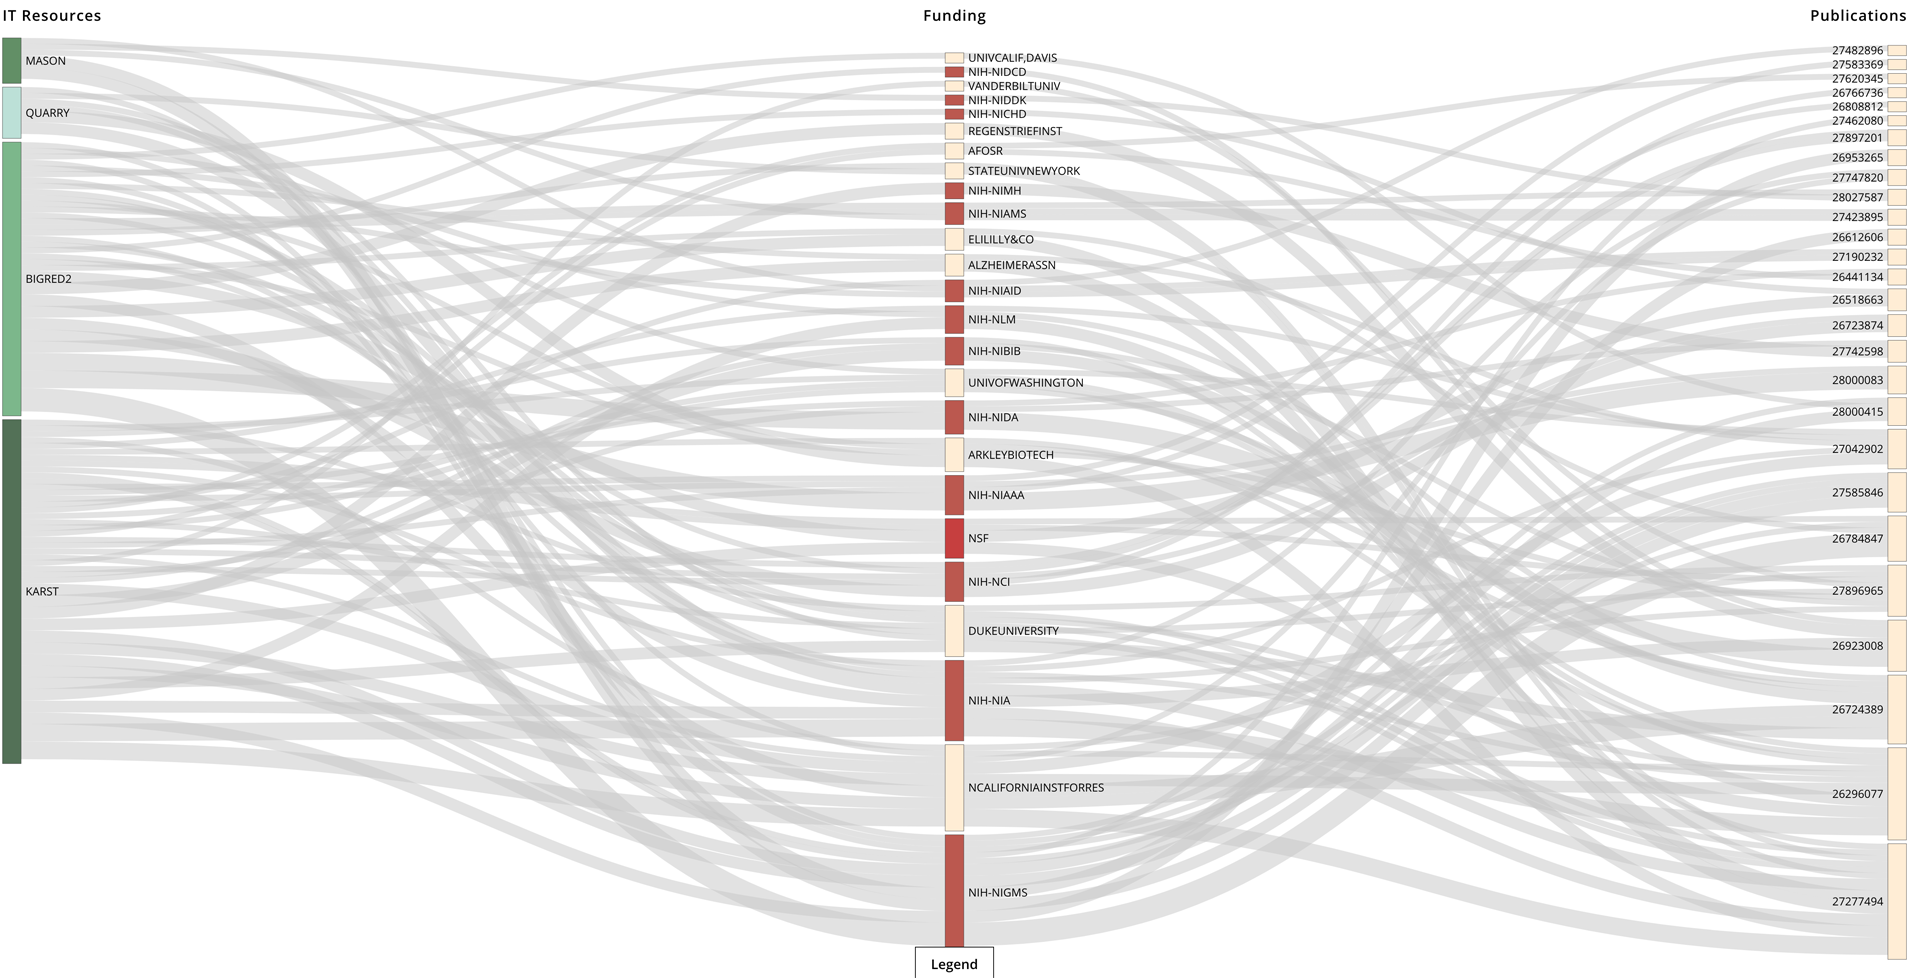 IT Resources
Funding
Publications
MASON
QUARRY
BIGRED2
KARST
UNIVCALIF,DAVIS
NIH-NIDCD
VANDERBILTUNIV
NIH-NIDDK
NIH-NICHD
REGENSTRIEFINST
AFOSR
STATEUNIVNEWYORK
NIH-NIMH
NIH-NIAMS
ELILILLY&CO
ALZHEIMERASSN
NIH-NIAID
NIH-NLM
NIH-NIBIB
UNIVOFWASHINGTON
NIH-NIDA
ARKLEYBIOTECH
NIH-NIAAA
NSF
NIH-NCI
DUKEUNIVERSITY
NIH-NIA
NCALIFORNIAINSTFORRES
NIH-NIGMS
27482896
27583369
27620345
26766736
26808812
27462080
27897201
26953265
27747820
28027587
27423895
26612606
27190232
26441134
26518663
26723874
27742598
28000083
28000415
27042902
27585846
26784847
27896965
26923008
26724389
26296077
27277494
Legend